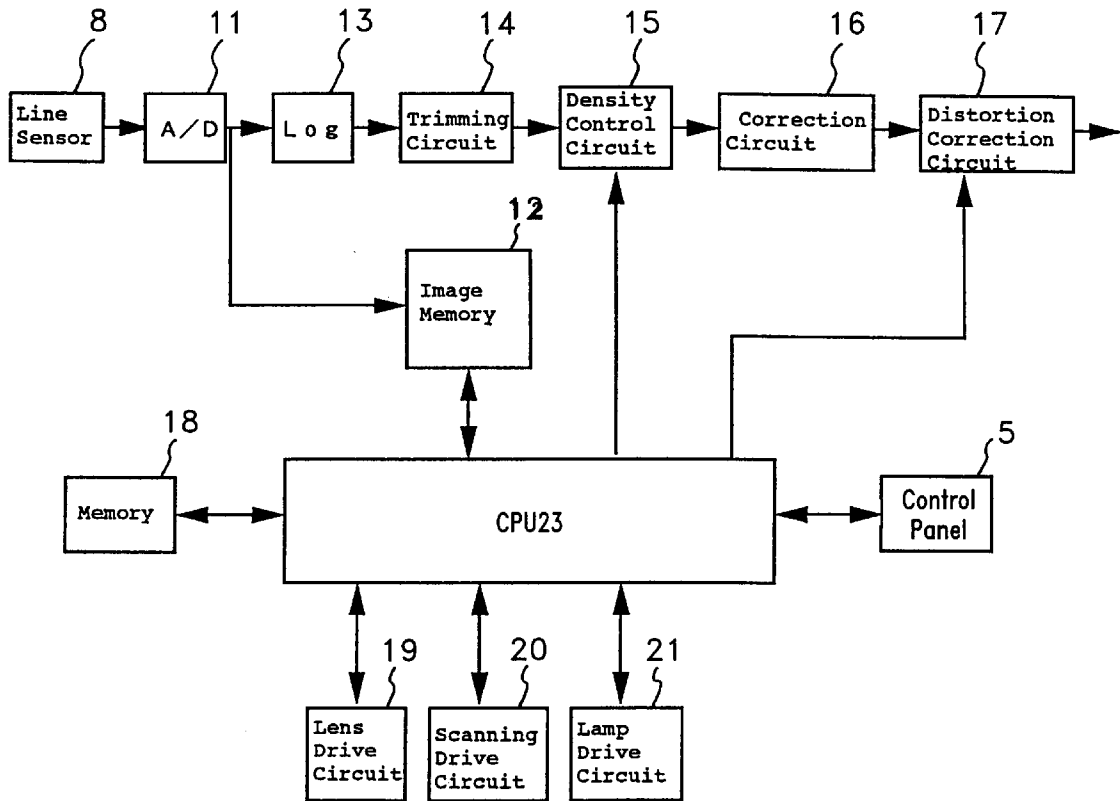 8
11
13
14
15
16
17
Line
Sensor
A/D
Log
Trimming
Circuit
Density
Control
Circuit
Correction
Circuit
Distortion
Correction
Circuit
12
Image
Memory
18
Memory
CPU23
5
Control
Panel
19
20
21
Lens
Drive
Circuit
Scanning
Drive
Circuit
Lamp
Drive
Circuit